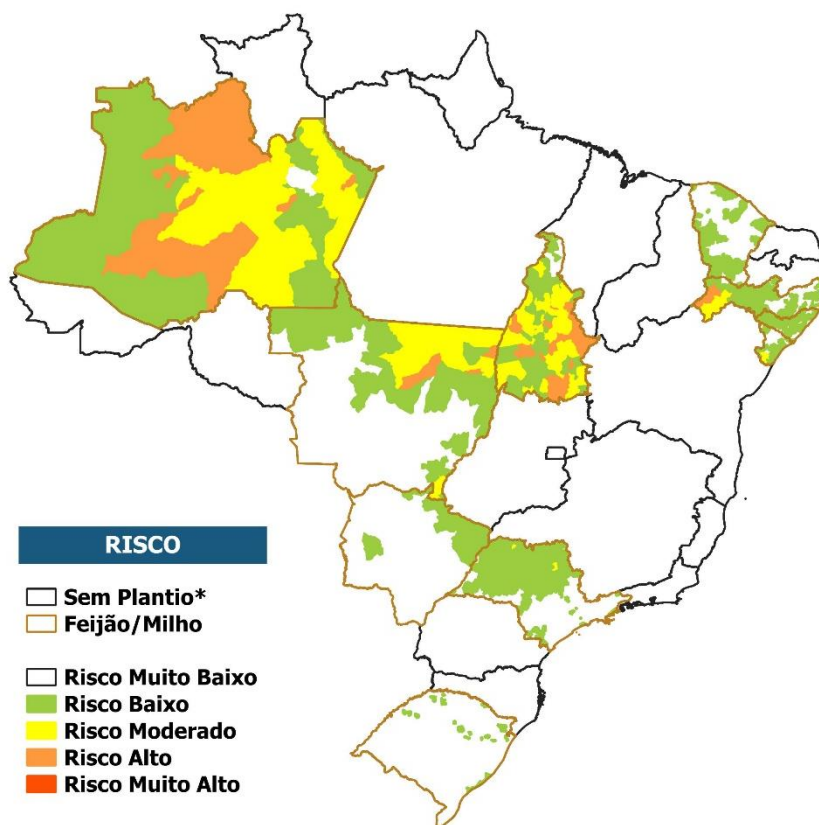 RISCO
Sem Plantio*
Feijão/Milho
Risco Muito Baixo
Risco Baixo
Risco Moderado
Risco Alto
Risco Muito Alto